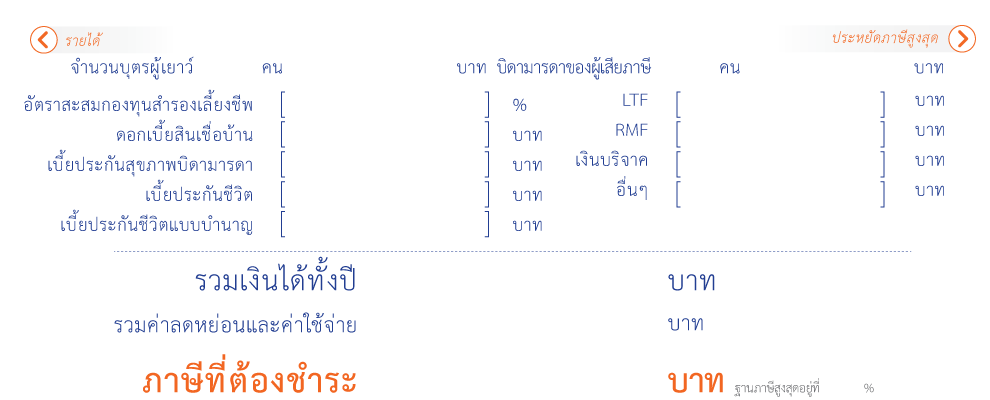 รายได้ ประหยัดภาษีสูงสุด
จำนวนบุตรผู้เยาว์ คน บาท บิดามารดาของผู้เสียภาษี คน บาท
อัตราสะสมกองทุนสำรองเลี้ยงชีพ [ ] % LTF [ ] บาท
ดอกเบี้ยสินเชื่อบ้าน [ ] บาท RMF [ ] บาท
เบี้ยประกันสุขภาพบิดามารดา [ ] บาท เงินบริจาค [ ] บาท
เบี้ยประกันชีวิต [ ] บาท อื่นๆ [ ] บาท
เบี้ยประกันชีวิตแบบบำนาญ [ ] บาท
รวมเงินได้ทั้งปี บาท
รวมค่าลดหย่อนและค่าใช้จ่าย บาท
ภาษีที่ต้องชำระ บาท ฐานภาษีสูงสุดอยู่ที่ %